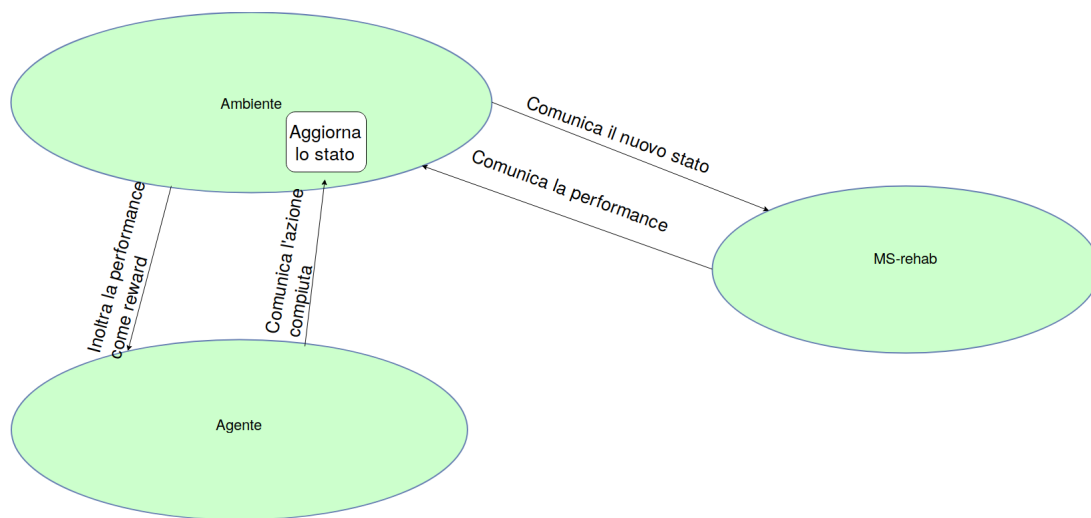 Ambiente
Aggiorna
lo stato
Comunica il nuovo stato
Comunica la performance
MS-rehab
Inoltra la performance
come reward
Comunica l'azione
compiuta
Agente